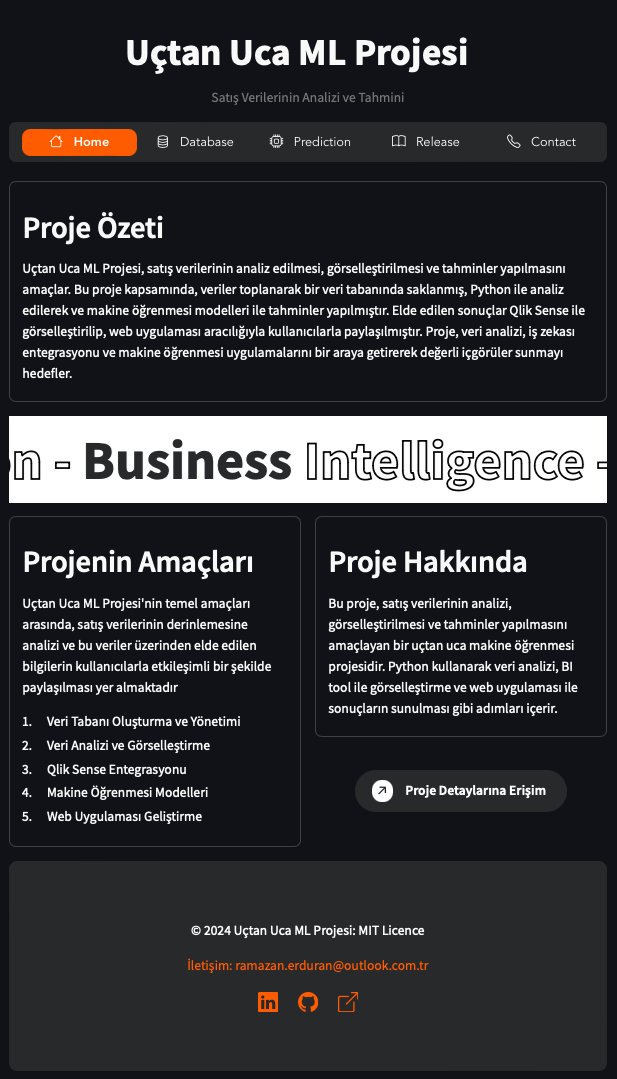 Uçtan Uca ML Projesi
Satış Verilerinin Analizi ve Tahmini
Home Database Prediction Release Contact
Proje Özeti
Uçtan Uca ML Projesi, satış verilerinin analiz edilmesi, görselleştirilmesi ve tahminler yapılmasını
amaçlar. Bu proje kapsamında, veriler toplanarak bir veri tabanında saklanmış, Python ile analiz
edilerek ve makine öğrenmesi modelleri ile tahminler yapılmıştır. Elde edilen sonuçlar Qlik Sense ile
görselleştirilip, web uygulaması aracılığıyla kullanıcılarla paylaşılmıştır. Proje, veri analizi, iş zekası
entegrasyonu ve makine öğrenmesi uygulamalarını bir araya getirerek değerli içgörüler sunmayı
hedefler.
on - Business Intelligence -
Projenin Amaçları
Uçtan Uca ML Projesi'nin temel amaçları
arasında, satış verilerinin derinlemesine
analizi ve bu veriler üzerinden elde edilen
bilgilerin kullanıcılarla etkileşimli bir şekilde
paylaşılması yer almaktadır
1. Veri Tabanı Oluşturma ve Yönetimi
2. Veri Analizi ve Görselleştirme
3. Qlik Sense Entegrasyonu
4. Makine Öğrenmesi Modelleri
5. Web Uygulaması Geliştirme
Proje Hakkında
Bu proje, satış verilerinin analizi,
görselleştirilmesi ve tahminler yapılmasını
amaçlayan bir uçtan uca makine öğrenmesi
projesidir. Python kullanarak veri analizi, BI
tool ile görselleştirme ve web uygulaması ile
sonuçların sunulması gibi adımları içerir.
Proje Detaylarına Erişim
© 2024 Uçtan Uca ML Projesi: MIT Licence
İletişim: ramazan.erduran@outlook.com.tr